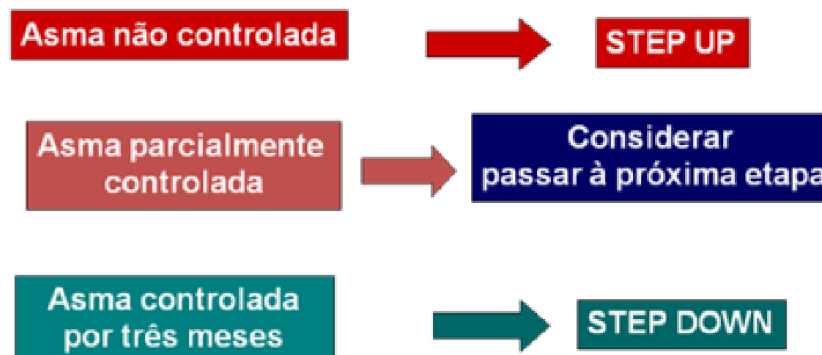 Asma não controlada
STEP UP
Asma parcialmente
controlada
Considerar
passar à próxima etapa
Asma controlada
por três meses
STEP DOWN